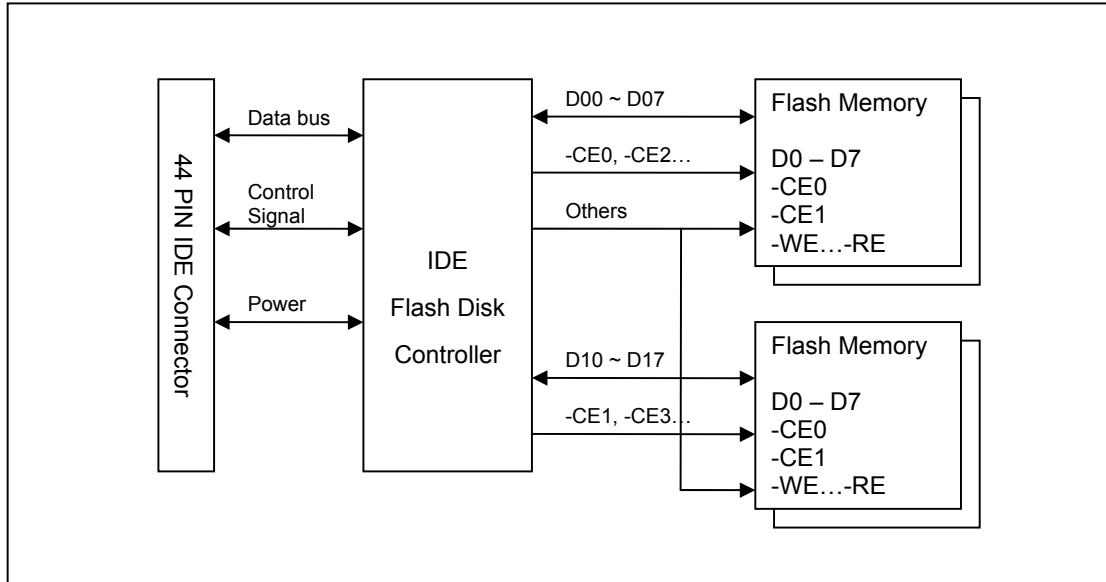 44 PIN IDE Connector
Data bus
Control
Signal
Power
IDE
Flash Disk
Controller
D00 ~ D07
-CE0, -CE2…
Others
D10 ~ D17
-CE1, -CE3…
Flash Memory
D0 – D7
-CE0
-CE1
-WE…-RE
Flash Memory
D0 – D7
-CE0
-CE1
-WE…-RE